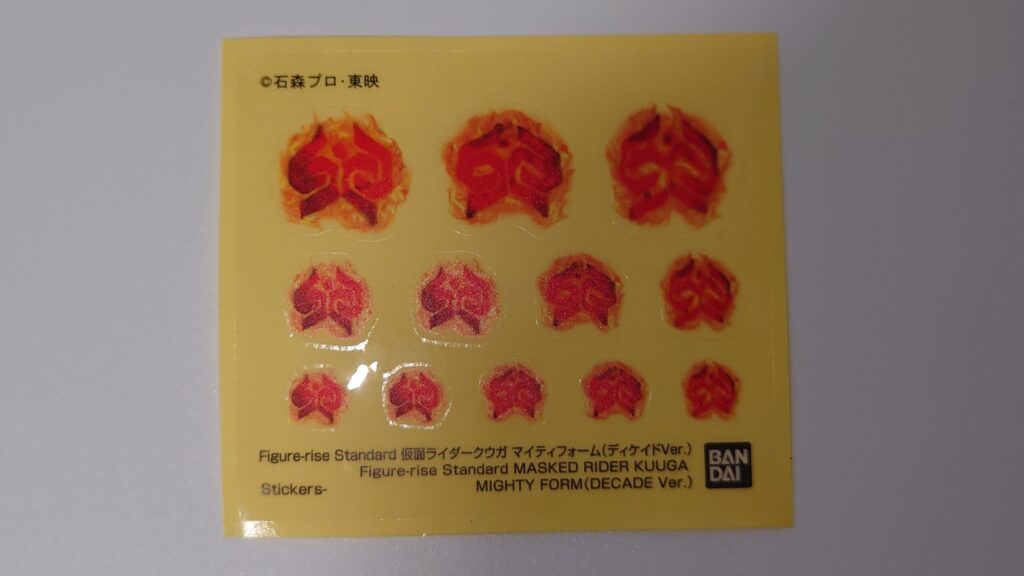 ©石森プロ・東映
Figure-rise Standard 仮面ライダークウガ マイティフォーム(ディケイドVer.)
Figure-rise Standard MASKED RIDER KUUGA
MIGHTY FORM(DECADE Ver.)
Stickers-
BAN
DAI